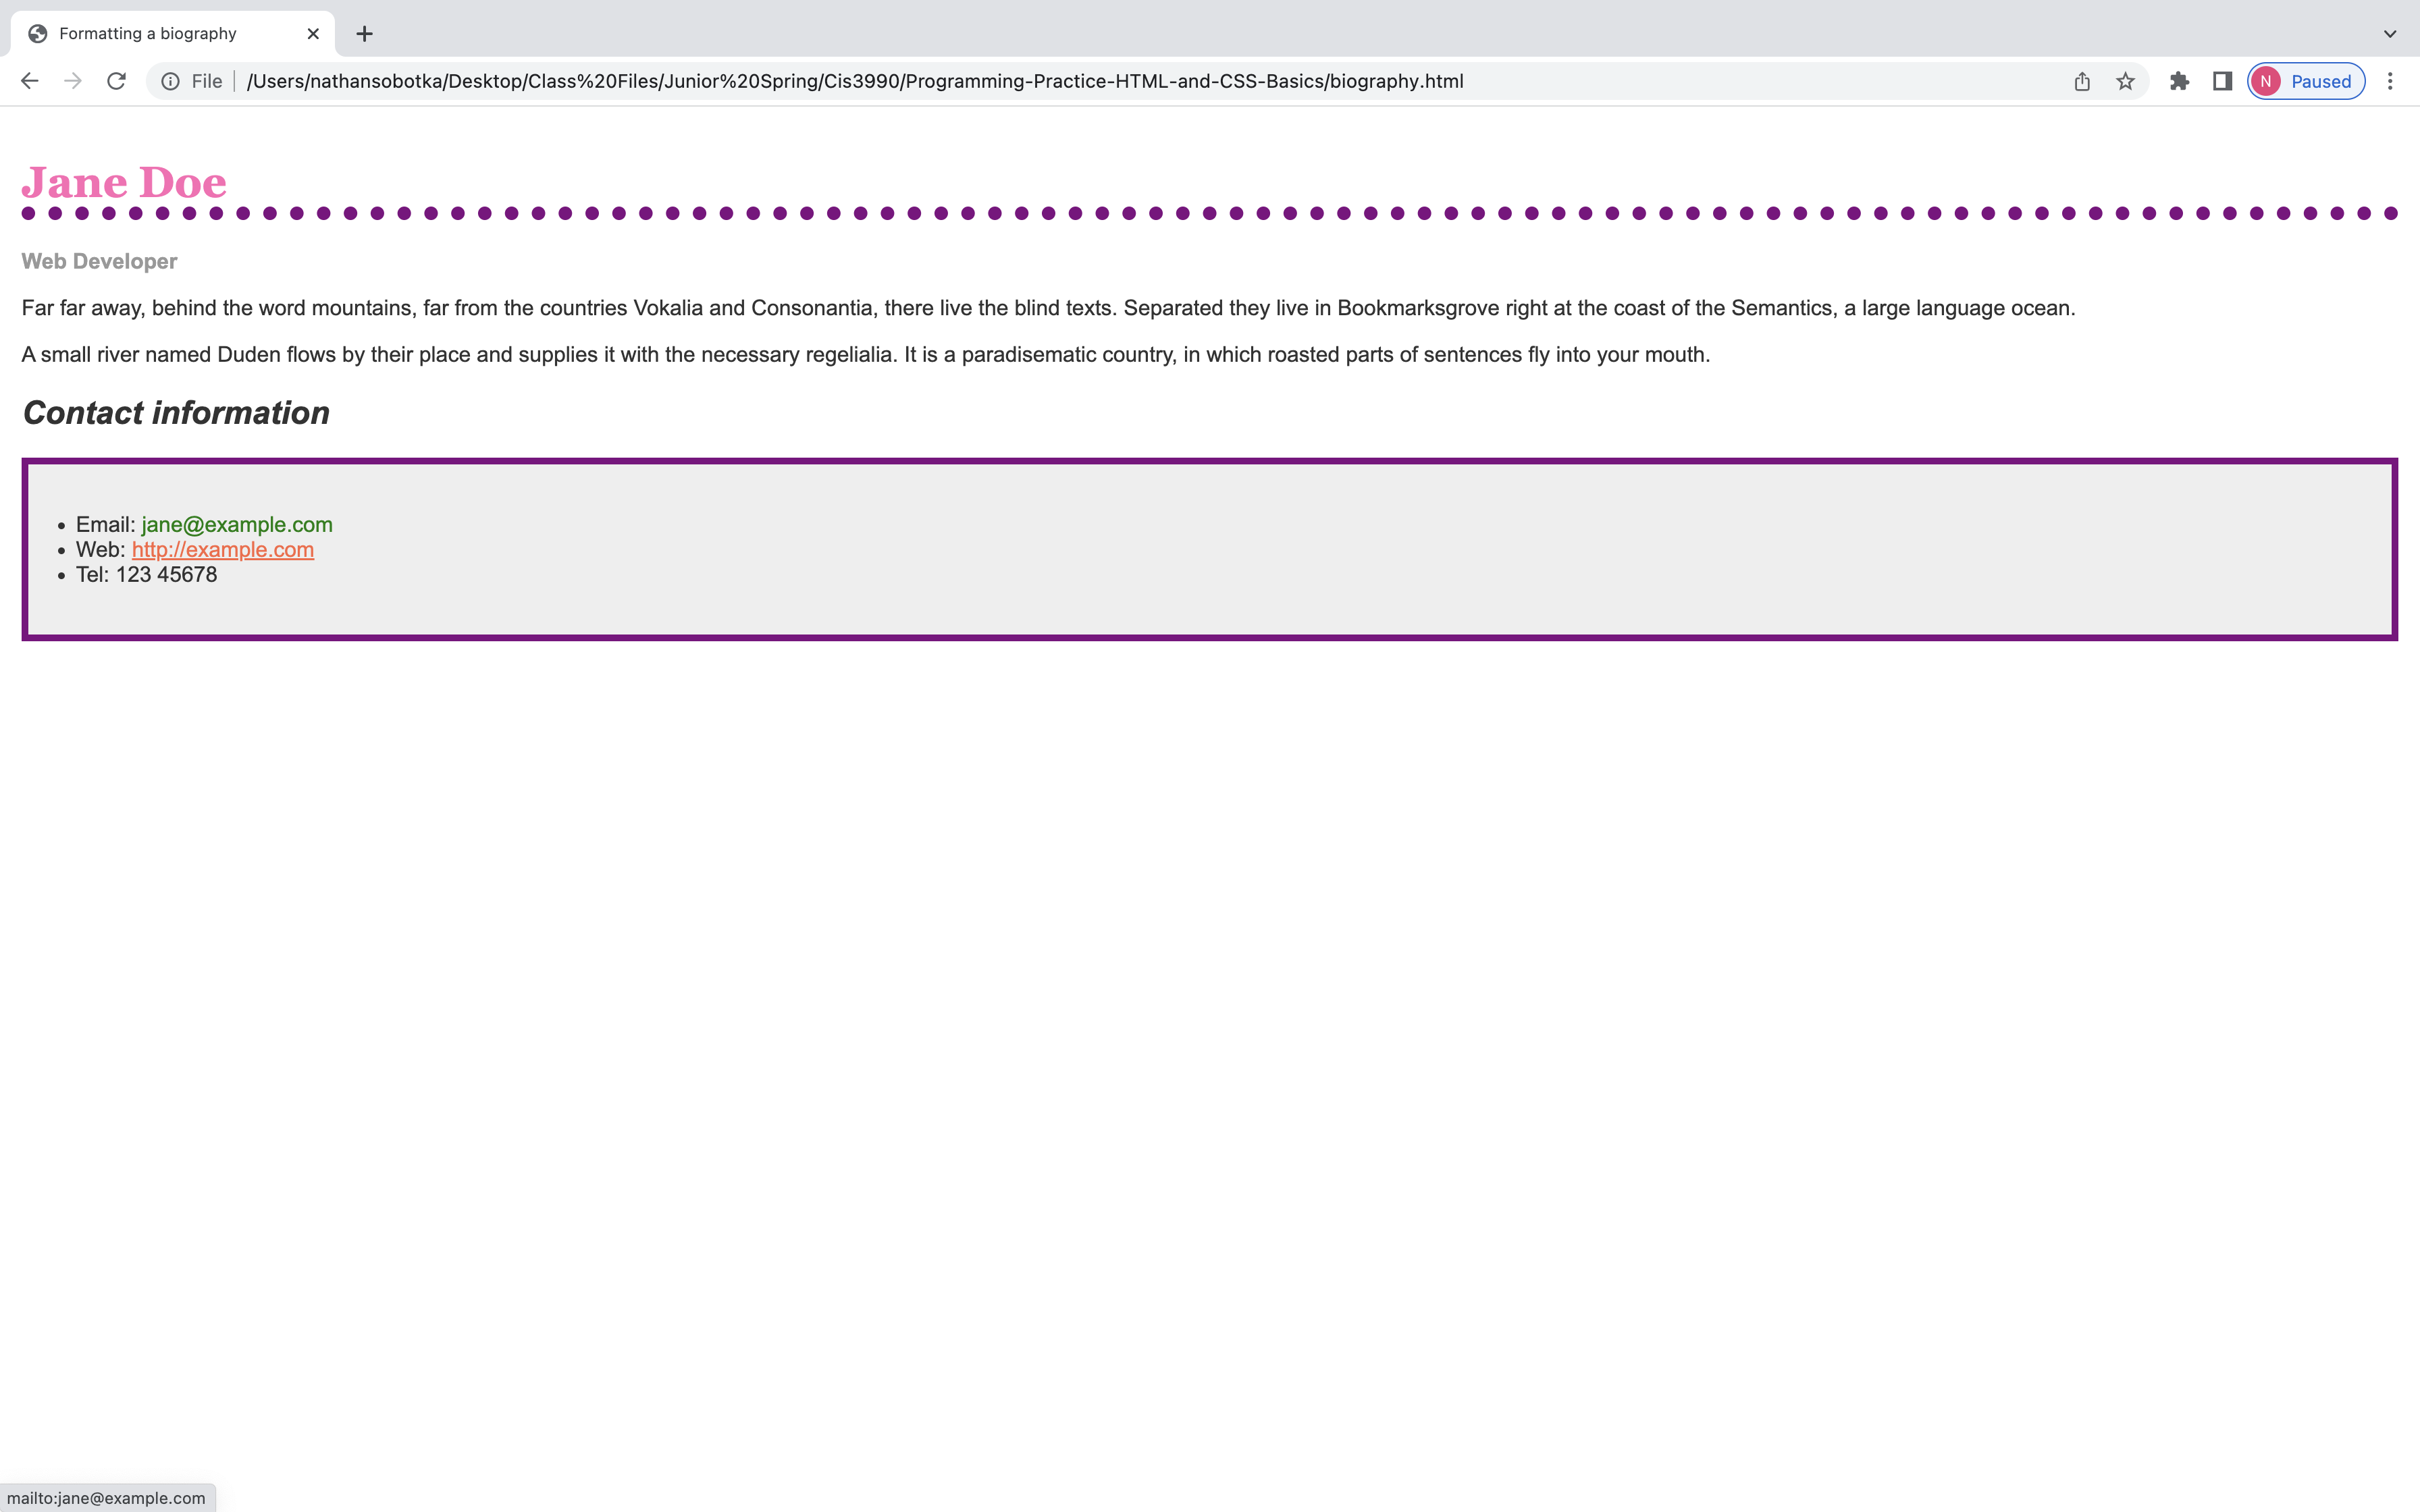 Formatting a biography
File /Users/nathansobotka/Desktop/Class%20Files/Junior%20Spring/Cis3990/Programming-Practice-HTML-and-CSS-Basics/biography.html
N Paused
Jane Doe
Web Developer
Far far away, behind the word mountains, far from the countries Vokalia and Consonantia, there live the blind texts. Separated they live in Bookmarksgrove right at the coast of the Semantics, a large language ocean.
A small river named Duden flows by their place and supplies it with the necessary regelialia. It is a paradisematic country, in which roasted parts of sentences fly into your mouth.
Contact information
Email: jane@example.com
Web: http://example.com
Tel: 123 45678
mailto:jane@example.com